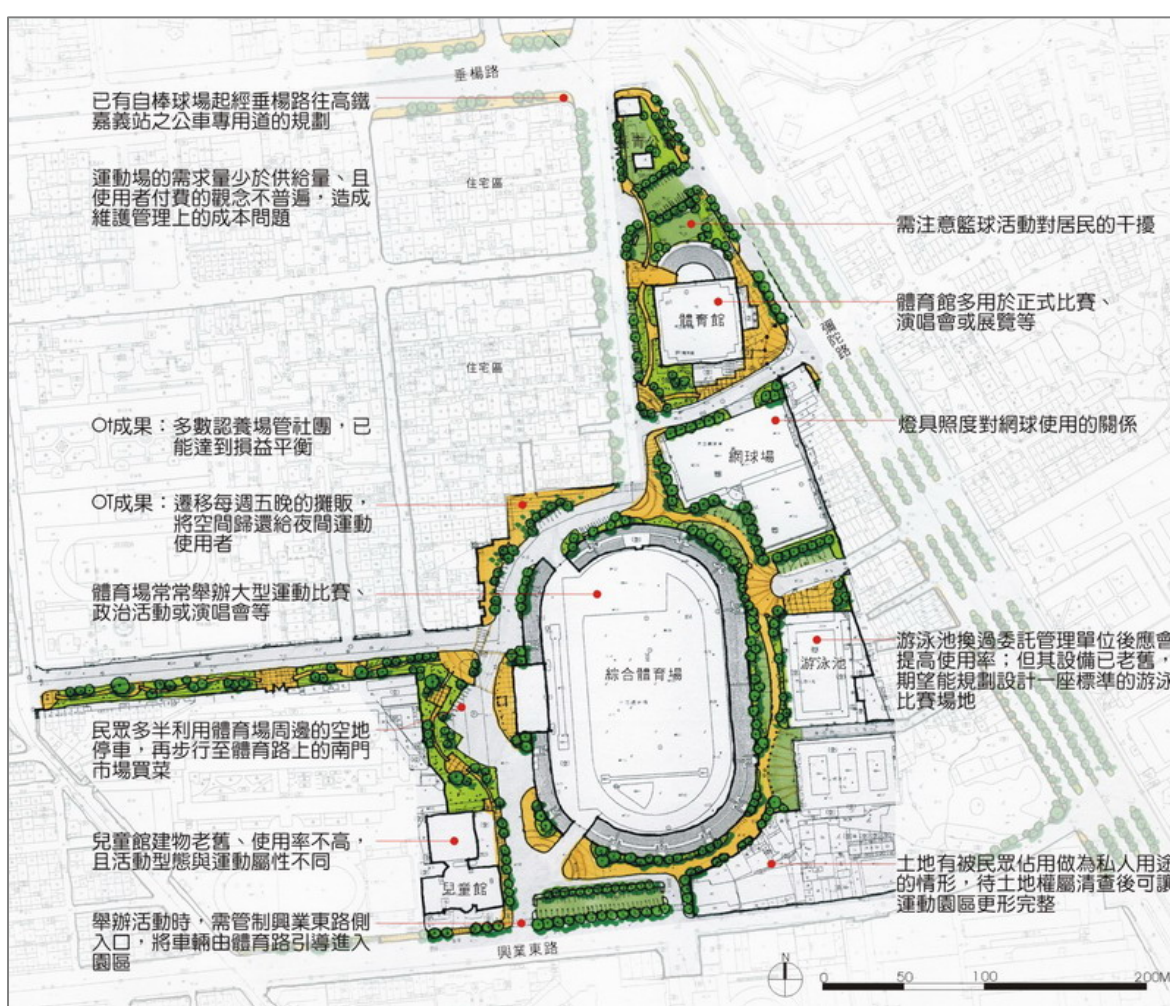 垂楊路
已有自棒球場起經垂楊路往高鐵
嘉義站之公車專用道的規劃
運動場的需求量少於供給量、且
使用者付費的觀念不普遍，造成
維護管理上的成本問題
住宅區
需注意籃球活動對居民的干擾
體育館多用於正式比賽、
演唱會或展覽等
體育館
彌陀路
住宅區
Ot成果：多數認養場管社團，已
能達到損益平衡
燈具照度對網球使用的關係
網球場
OT成果：遷移每週五晚的攤販，
將空間歸還給夜間運動
使用者
體育場常常舉辦大型運動比賽、
政治活動或演唱會等
綜合體育場
游泳池
游泳池換過委託管理單位後應會
提高使用率；但其設備已老舊，
期望能規劃設計一座標準的游泳
比賽場地
民眾多半利用體育場周邊的空地
停車，再步行至體育路上的南門
市場買菜
兒童館建物老舊、使用率不高，
且活動型態與運動屬性不同
兒童館
土地有被民眾佔用做為私人用途
的情形，待土地權屬清查後可讓
運動園區更形完整
舉辦活動時，需管制興業東路側
入口，將車輛由體育路引導進入
園區
興業東路
N
0 50 100 200M